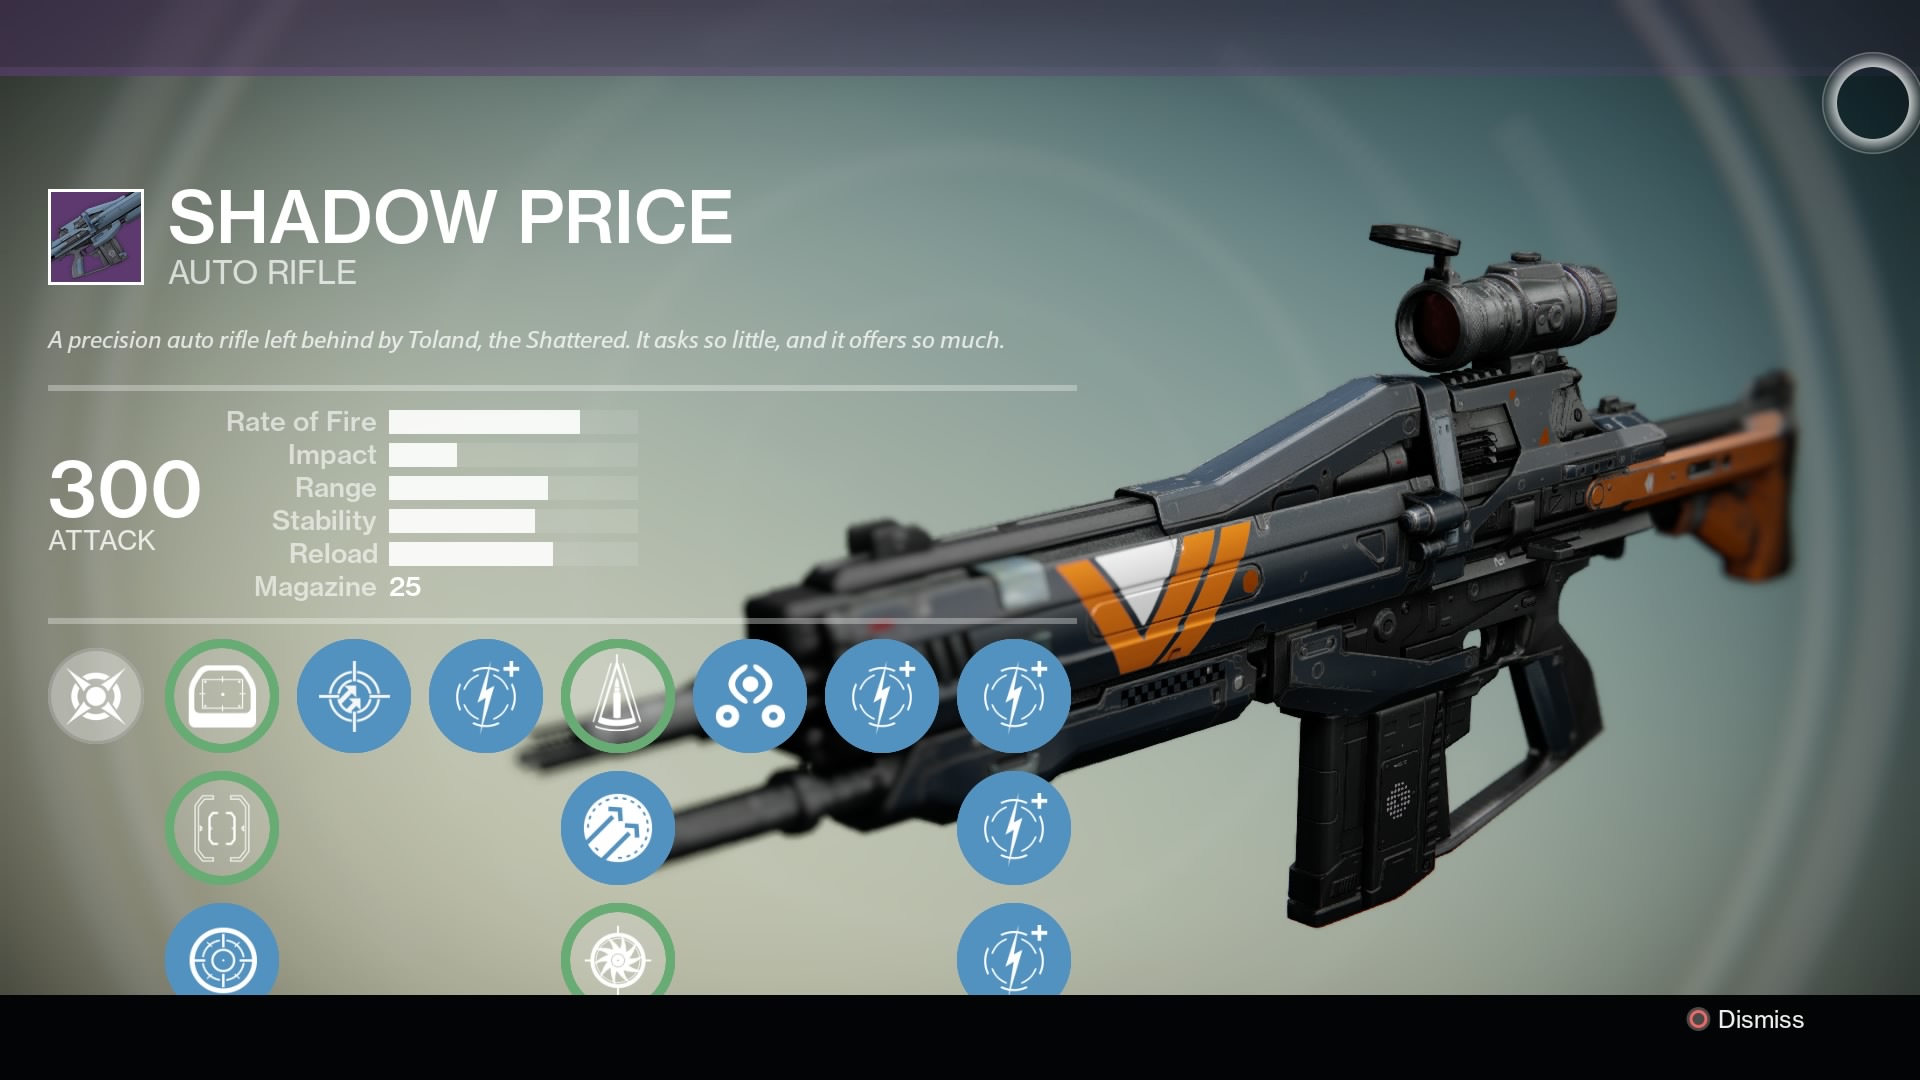 SHADOW PRICE
AUTO RIFLE
A precision auto rifle left behind by Toland, the Shattered. It asks so little, and it offers so much.
300
ATTACK
Rate of Fire
Impact
Range
Stability
Reload
Magazine 25
Dismiss